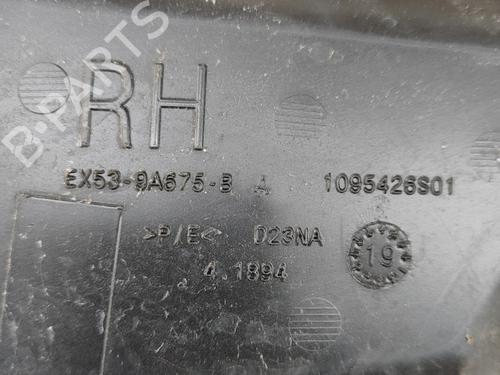 RH
B-PARTS
EX53-9A675-B A 1095426S01
>P/E< D23NA
19
4.1894